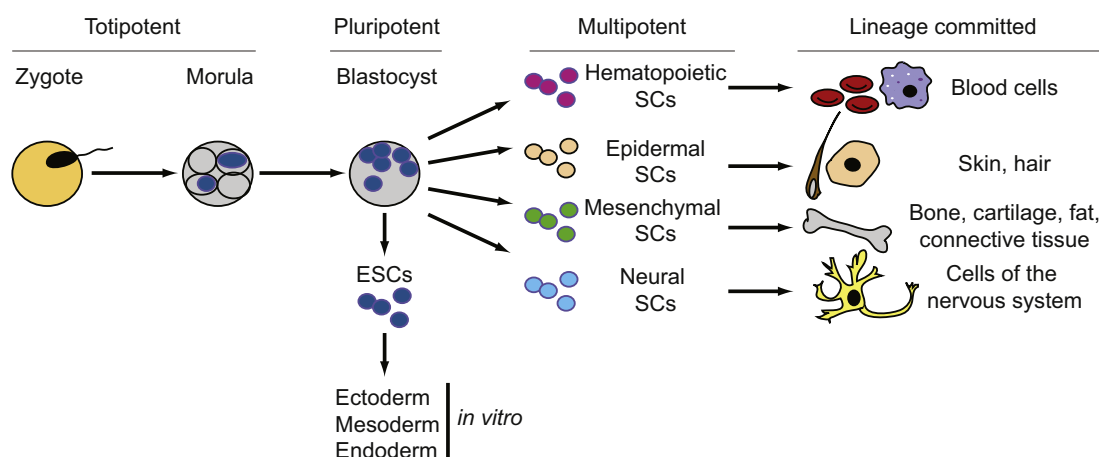 Totipotent
Pluripotent
Multipotent
Lineage committed
Zygote
Morula
Blastocyst
Hematopoietic
SCs
Blood cells
Epidermal
SCs
Skin, hair
Mesenchymal
SCs
Bone, cartilage, fat,
connective tissue
Neural
SCs
Cells of the
nervous system
ESCs
Ectoderm
Mesoderm
Endoderm
in vitro